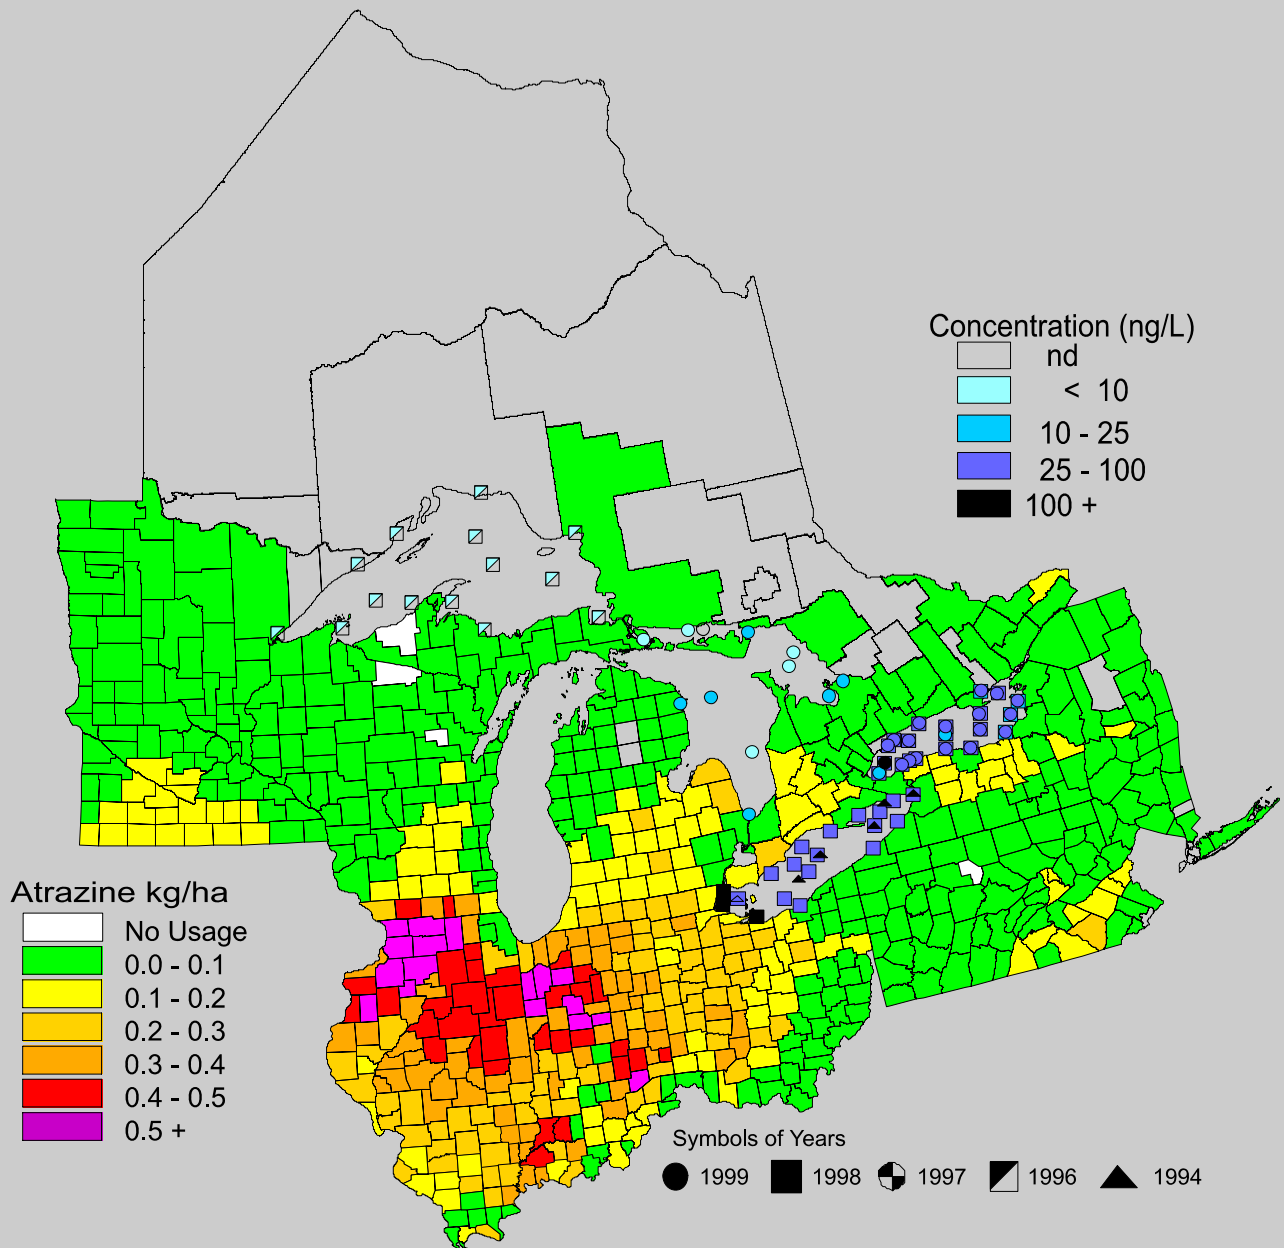 Concentration (ng/L)
nd
< 10
10 - 25
25 - 100
100 +
Atrazine kg/ha
No Usage
0.0 - 0.1
0.1 - 0.2
0.2 - 0.3
0.3 - 0.4
0.4 - 0.5
0.5 +
Symbols of Years
1999 1998 1997 1996 1994